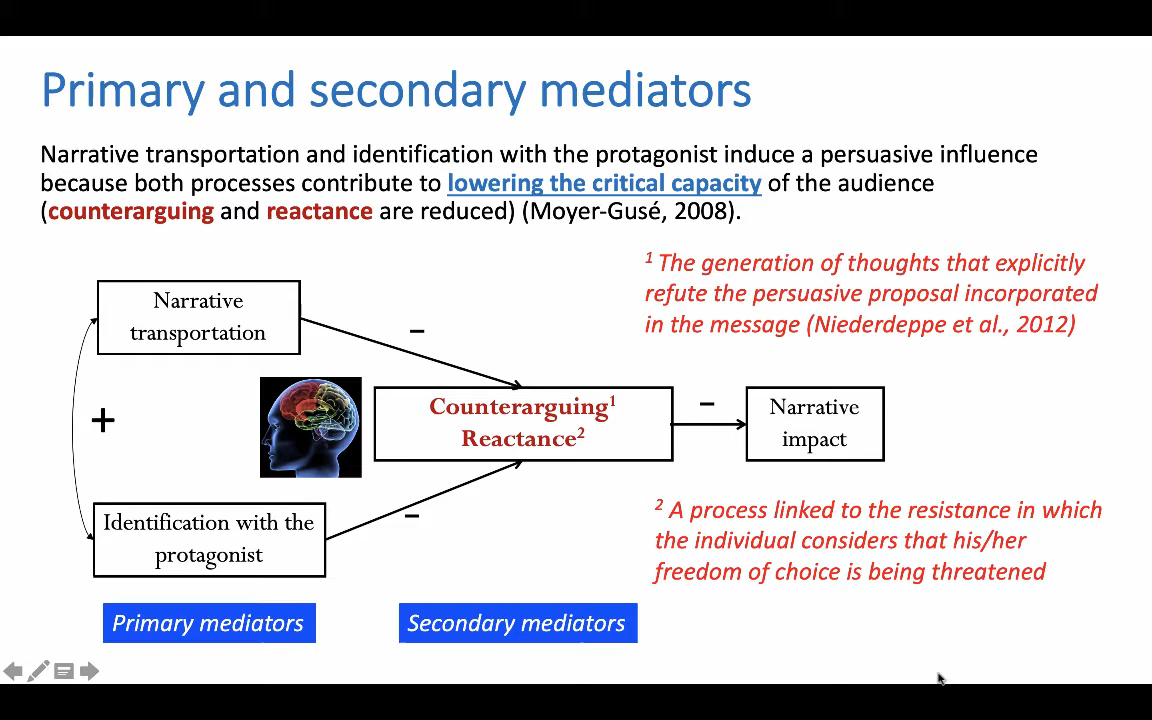 Primary and secondary mediators
Narrative transportation and identification with the protagonist induce a persuasive influence
because both processes contribute to lowering the critical capacity of the audience
(counterarguing and reactance are reduced) (Moyer-Gusé, 2008).
1 The generation of thoughts that explicitly
refute the persuasive proposal incorporated
in the message (Niederdeppe et al., 2012)
Narrative
transportation
–
+
Counterarguing1
Reactance2
–
Narrative
impact
Identification with the
protagonist
–
2 A process linked to the resistance in which
the individual considers that his/her
freedom of choice is being threatened
Primary mediators
Secondary mediators